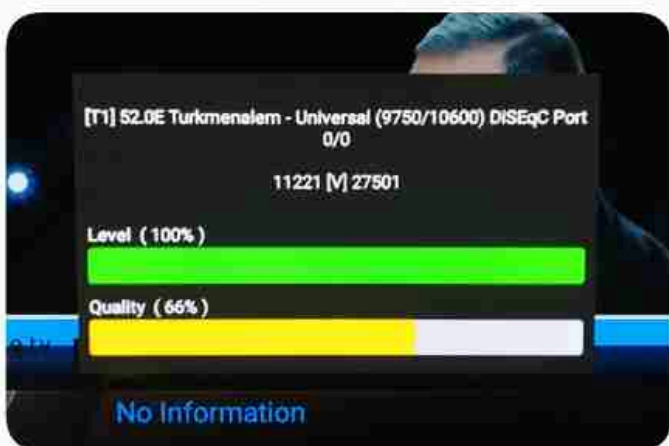 [T1] 52.0E Turkmenalem - Universal (9750/10600) DiSEqC Port
0/0
11221 [V] 27501
Level ( 100% )
Quality ( 66% )
No Information